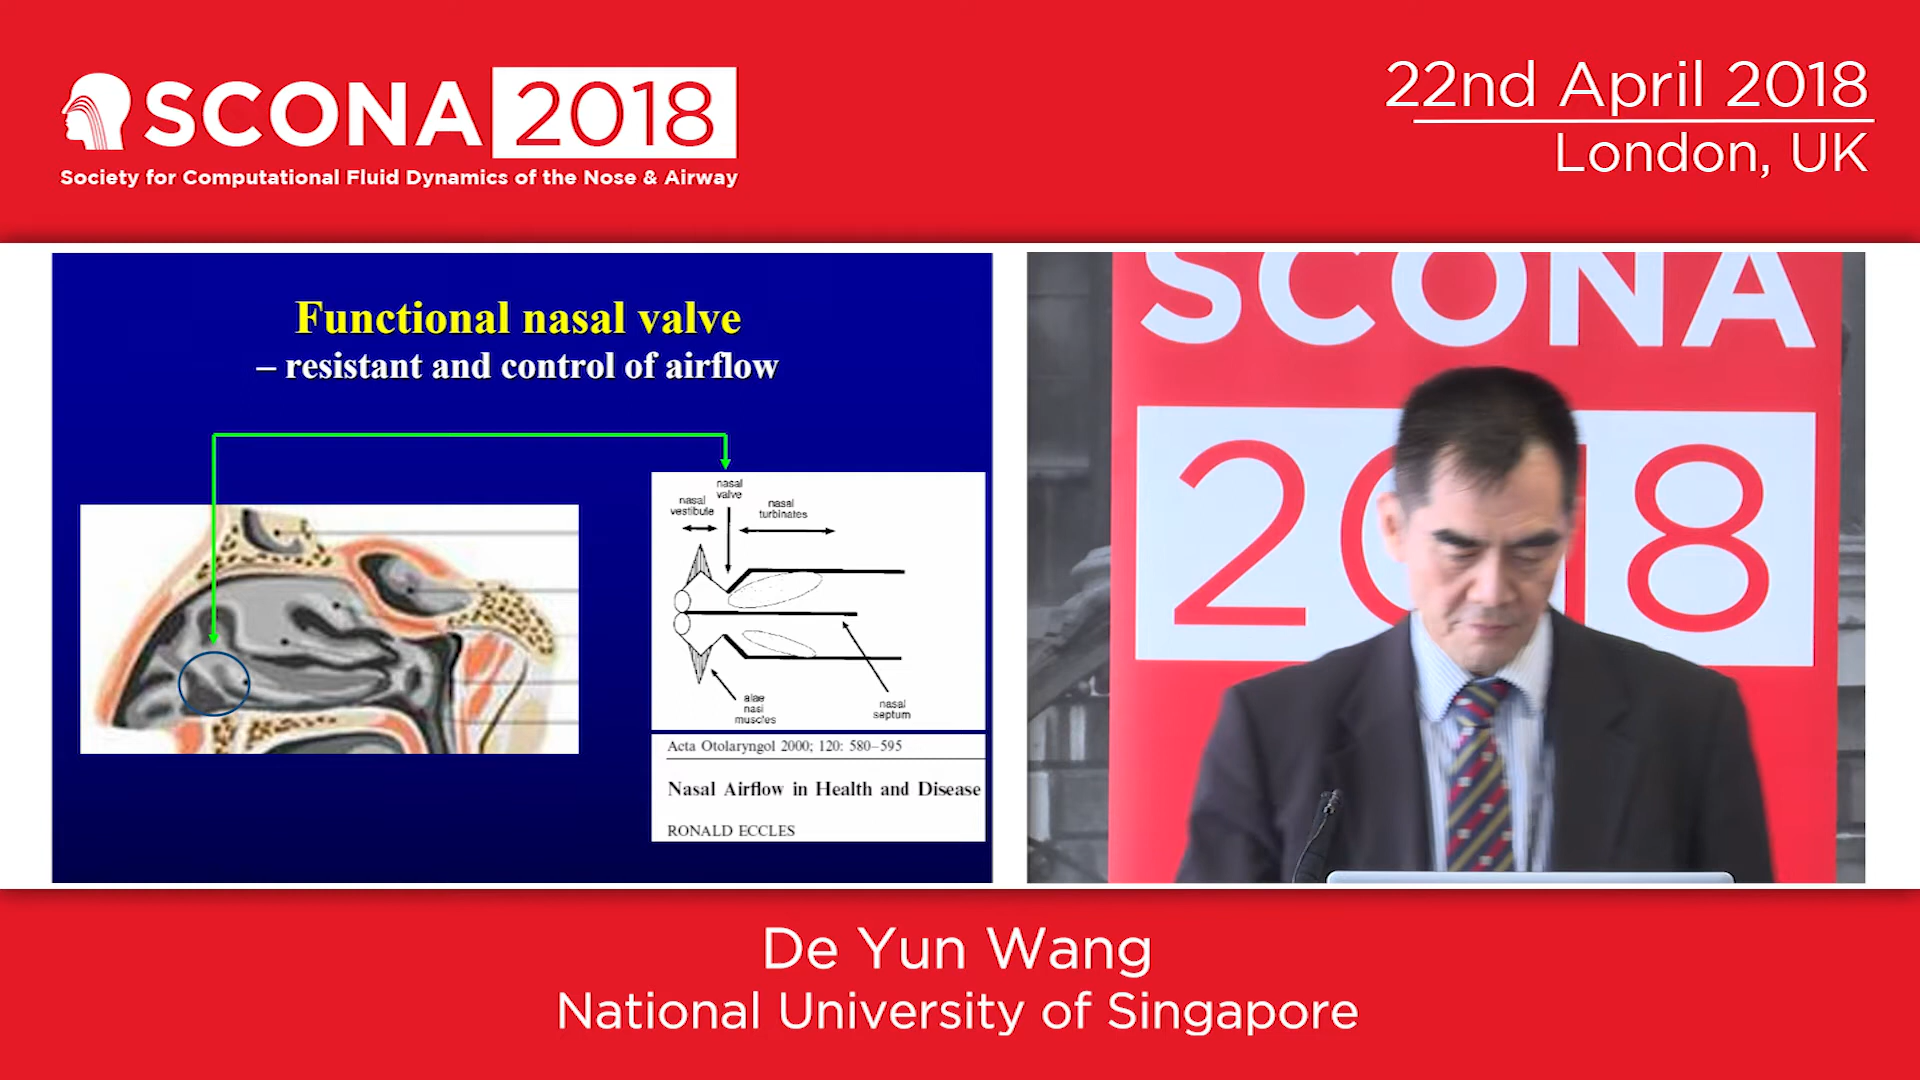 SCONA 2018
Society for Computational Fluid Dynamics of the Nose & Airway
22nd April 2018
London, UK
Functional nasal valve
– resistant and control of airflow
nasal
valve
nasal
vestibule
nasal
turbinates
alae
nasi
muscles
nasal
septum
Acta Otolaryngol 2000; 120: 580–595
Nasal Airflow in Health and Disease
RONALD ECCLES
SCONA
2018
De Yun Wang
National University of Singapore